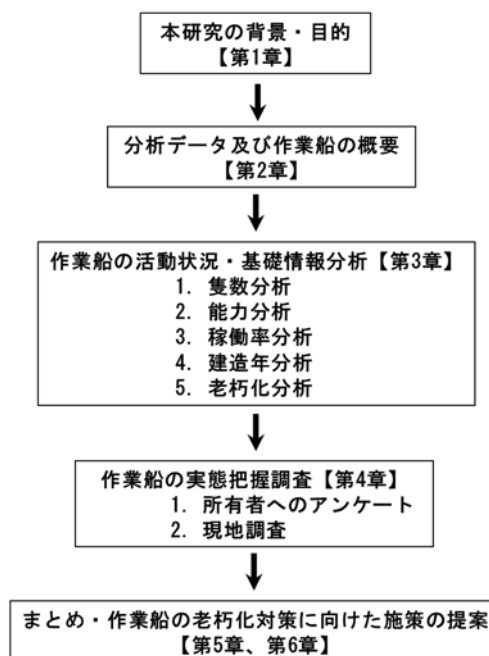 本研究の背景・目的
【第1章】
分析データ及び作業船の概要
【第2章】
作業船の活動状況・基礎情報分析【第3章】
1. 隻数分析
2. 能力分析
3. 稼働率分析
4. 建造年分析
5. 老朽化分析
作業船の実態把握調査【第4章】
1. 所有者へのアンケート
2. 現地調査
まとめ・作業船の老朽化対策に向けた施策の提案
【第5章、第6章】